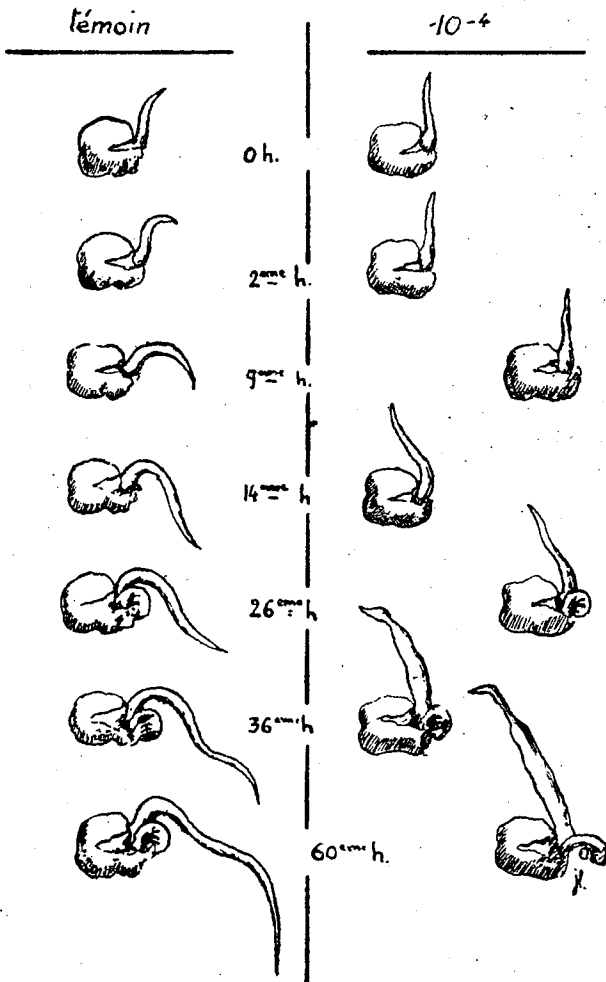 témoin
10⁻⁴
0 h.
2ème h.
9ème h.
14ème h
26ème h
36ème h
60ème h.